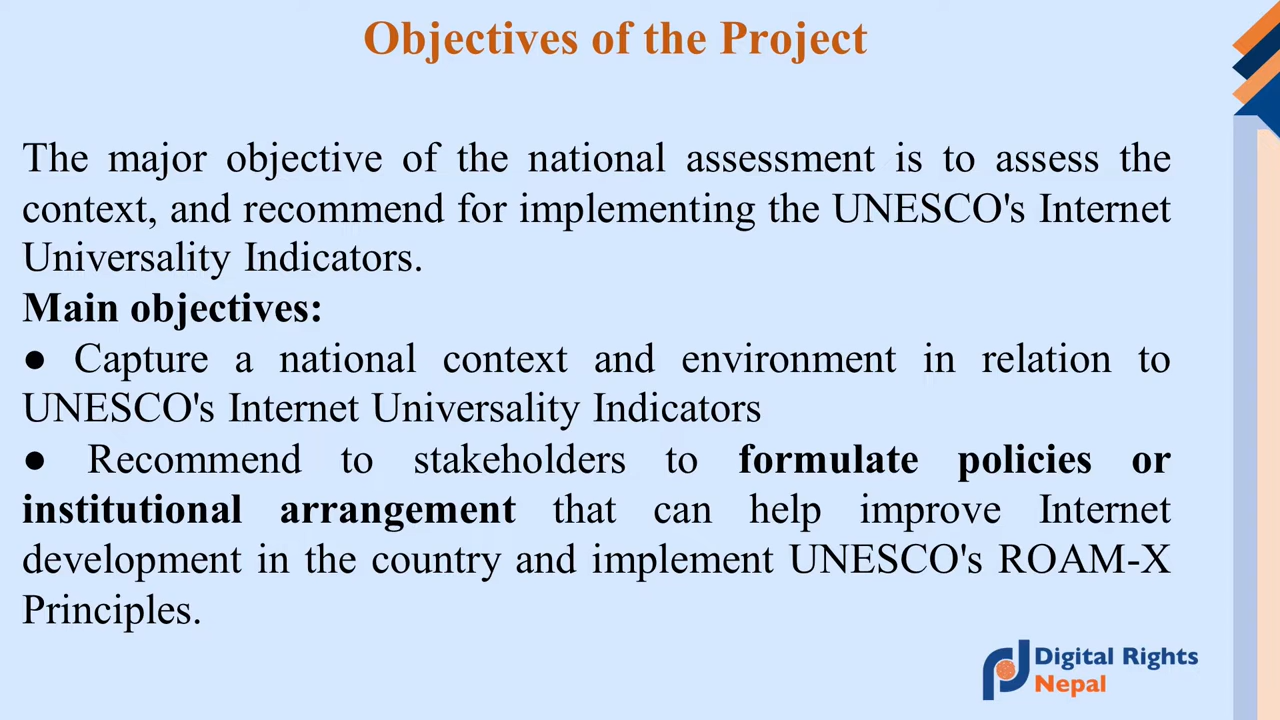 Objectives of the Project
The major objective of the national assessment is to assess the
context, and recommend for implementing the UNESCO's Internet
Universality Indicators.
Main objectives:
● Capture a national context and environment in relation to
UNESCO's Internet Universality Indicators
● Recommend to stakeholders to formulate policies or
institutional arrangement that can help improve Internet
development in the country and implement UNESCO's ROAM-X
Principles.
Digital Rights
Nepal